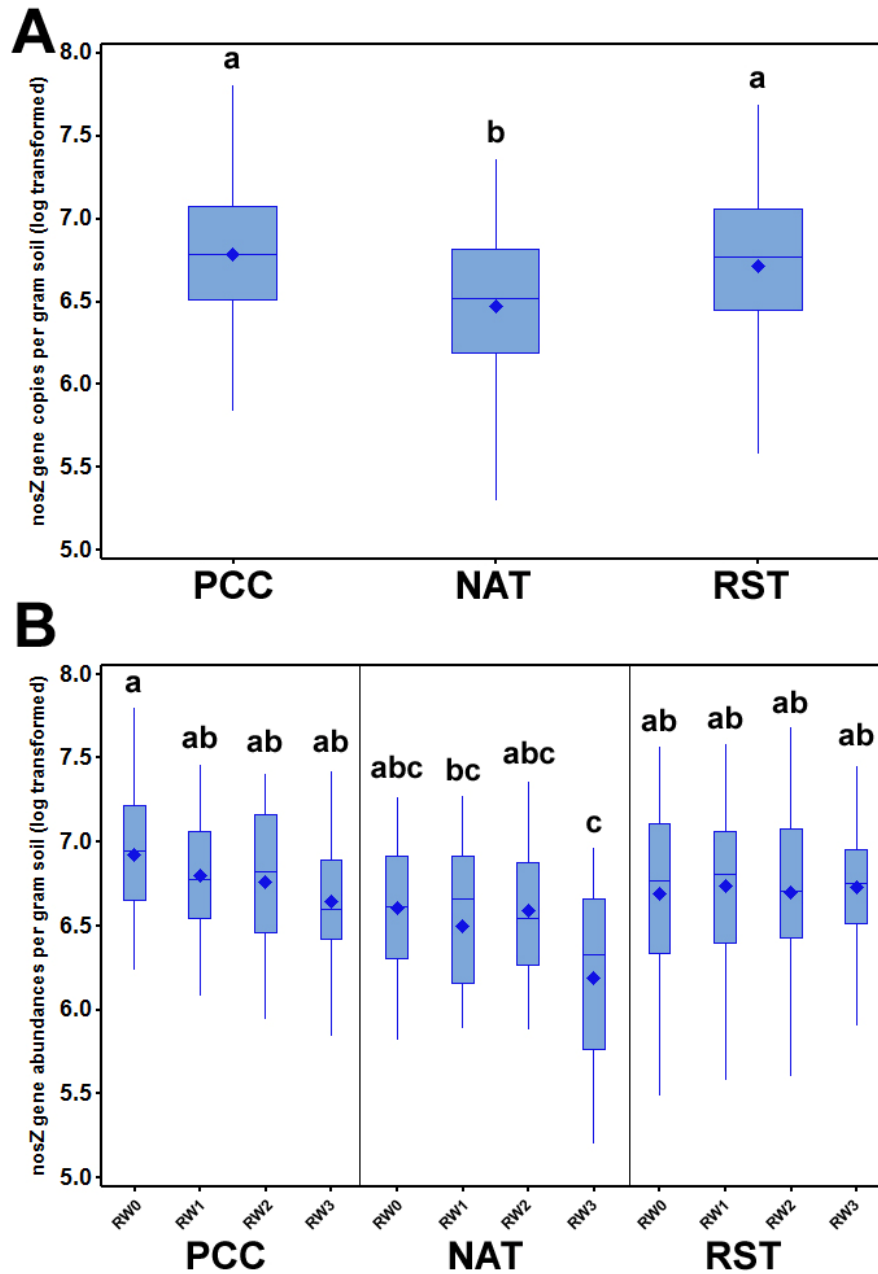 A
nosZ gene copies per gram soil (log transformed)
8.0
7.5
7.0
6.5
6.0
5.5
5.0
a
b
a
PCC NAT RST
B
nosZ gene abundances per gram soil (log transformed)
8.0
7.5
7.0
6.5
6.0
5.5
5.0
a ab ab ab abc bc abc c ab ab ab ab
RW0 RW1 RW2 RW3 RW0 RW1 RW2 RW3 RW0 RW1 RW2 RW3
PCC NAT RST